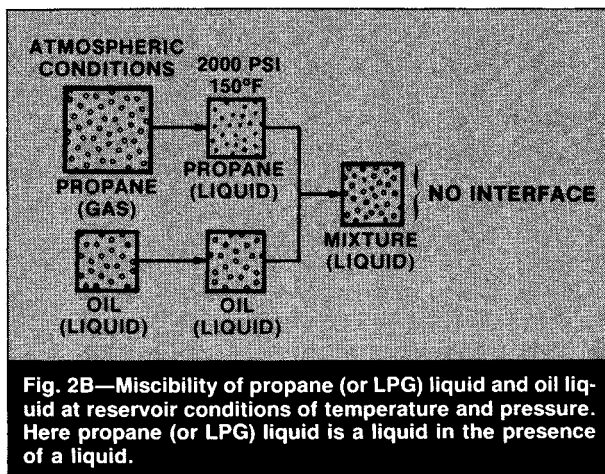 ATMOSPHERIC
CONDITIONS
2000 PSI
150°F
PROPANE
(GAS)
PROPANE
(LIQUID)
OIL
(LIQUID)
OIL
(LIQUID)
MIXTURE
(LIQUID)
NO INTERFACE
Fig. 2B—Miscibility of propane (or LPG) liquid and oil liq-
uid at reservoir conditions of temperature and pressure.
Here propane (or LPG) liquid is a liquid in the presence
of a liquid.